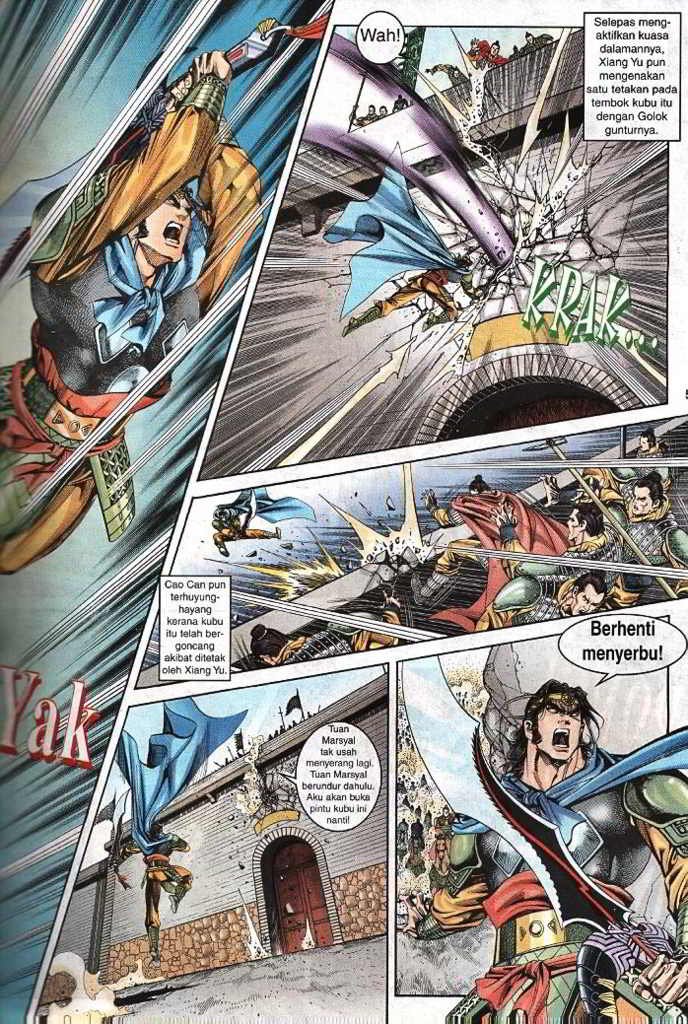 Yak
Wah!
Selepas meng-
aktifkan kuasa
dalamannya,
Xiang Yu pun
mengenakan
satu tetakan pada
tembok kubu itu
dengan Golok
gunturnya.
KRAK...
Cao Can pun
terhuyung-
hayang
kerana kubu
itu telah ber-
goncang
akibat ditetak
oleh Xiang Yu.
Tuan
Marsyal
tak usah
menyerang lagi.
Tuan Marsyal
berundur dahulu.
Aku akan buka
pintu kubu ini
nanti!
Berhenti
menyerbu!